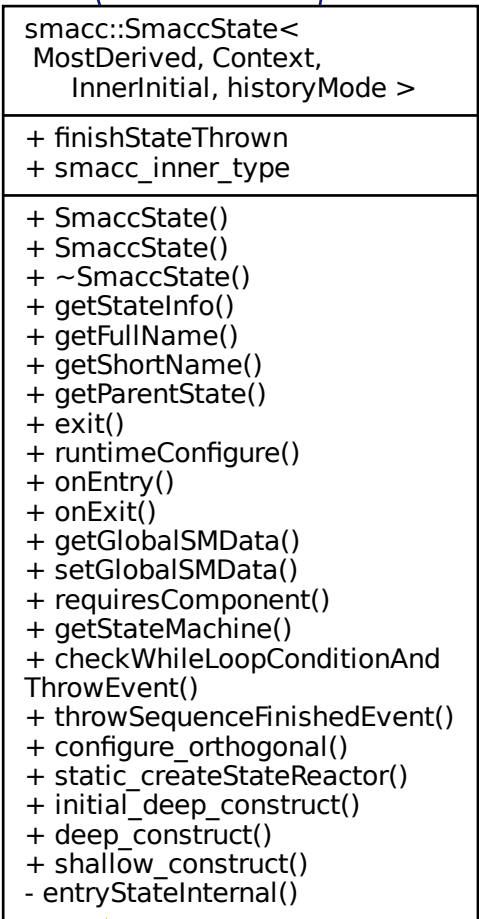 smacc::SmaccState<
MostDerived, Context,
InnerInitial, historyMode >
+ finishStateThrown
+ smacc_inner_type
+ SmaccState()
+ SmaccState()
+ ~SmaccState()
+ getStateInfo()
+ getFullName()
+ getShortName()
+ getParentState()
+ exit()
+ runtimeConfigure()
+ onEntry()
+ onExit()
+ getGlobalSMData()
+ setGlobalSMData()
+ requiresComponent()
+ getStateMachine()
+ checkWhileLoopConditionAnd
ThrowEvent()
+ throwSequenceFinishedEvent()
+ configure_orthogonal()
+ static_createStateReactor()
+ initial_deep_construct()
+ deep_construct()
+ shallow_construct()
- entryStateInternal()